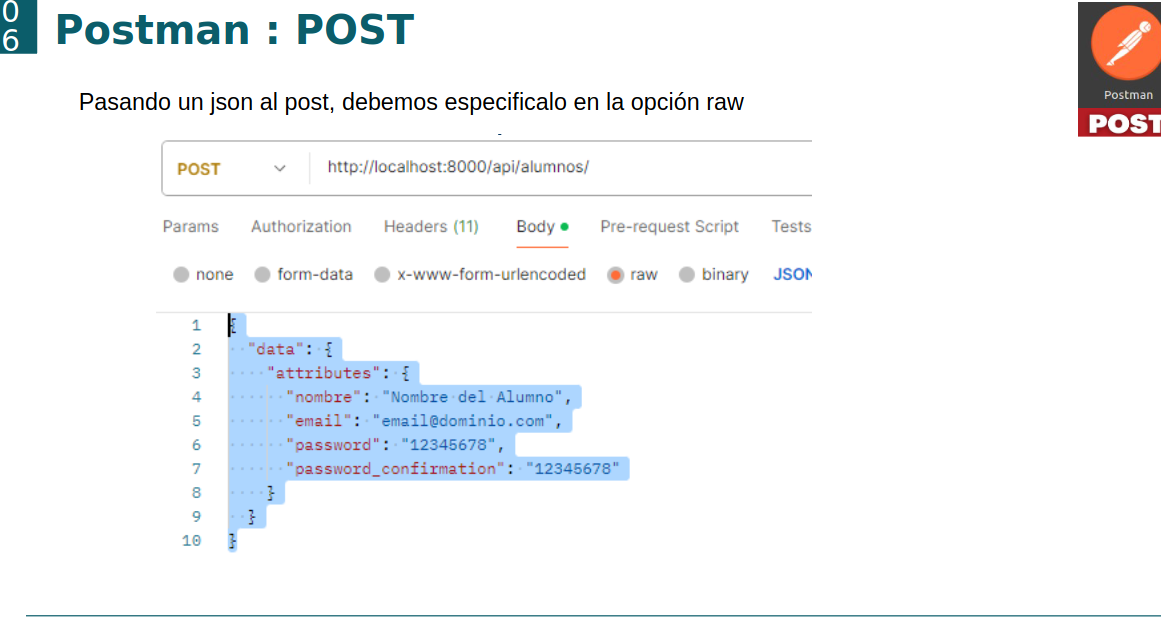 06
Postman : POST
Postman
POST
Pasando un json al post, debemos especificalo en la opción raw
POST http://localhost:8000/api/alumnos/
Params Authorization Headers (11) Body Pre-request Script Tests
none form-data x-www-form-urlencoded raw binary JSON
1 {
2 "data": {
3 "attributes": {
4 "nombre": "Nombre del Alumno",
5 "email": "email@dominio.com",
6 "password": "12345678",
7 "password_confirmation": "12345678"
8 }
9 }
10 }